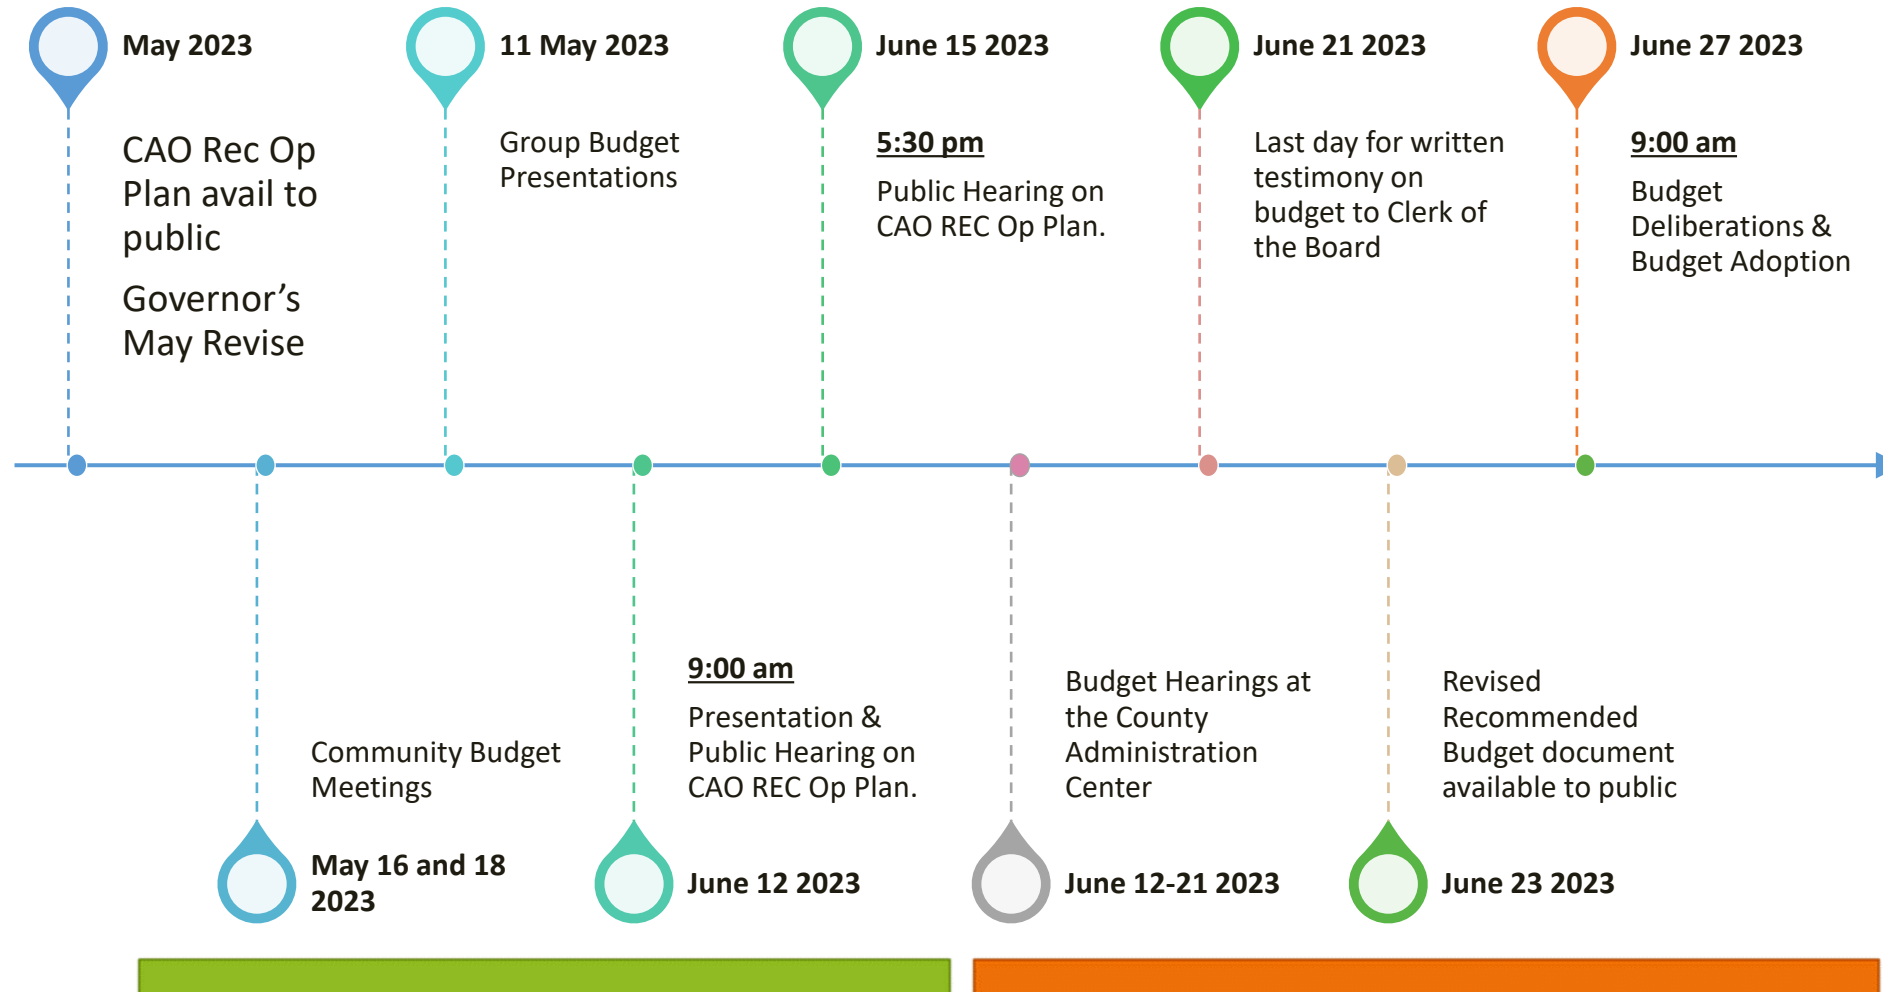 May 2023
CAO Rec Op
Plan avail to
public
Governor’s
May Revise
11 May 2023
Group Budget
Presentations
June 15 2023
5:30 pm
Public Hearing on
CAO REC Op Plan.
June 21 2023
Last day for written
testimony on
budget to Clerk of
the Board
June 27 2023
9:00 am
Budget
Deliberations &
Budget Adoption
Community Budget
Meetings
May 16 and 18
2023
9:00 am
Presentation &
Public Hearing on
CAO REC Op Plan.
June 12 2023
Budget Hearings at
the County
Administration
Center
June 12-21 2023
Revised
Recommended
Budget document
available to public
June 23 2023